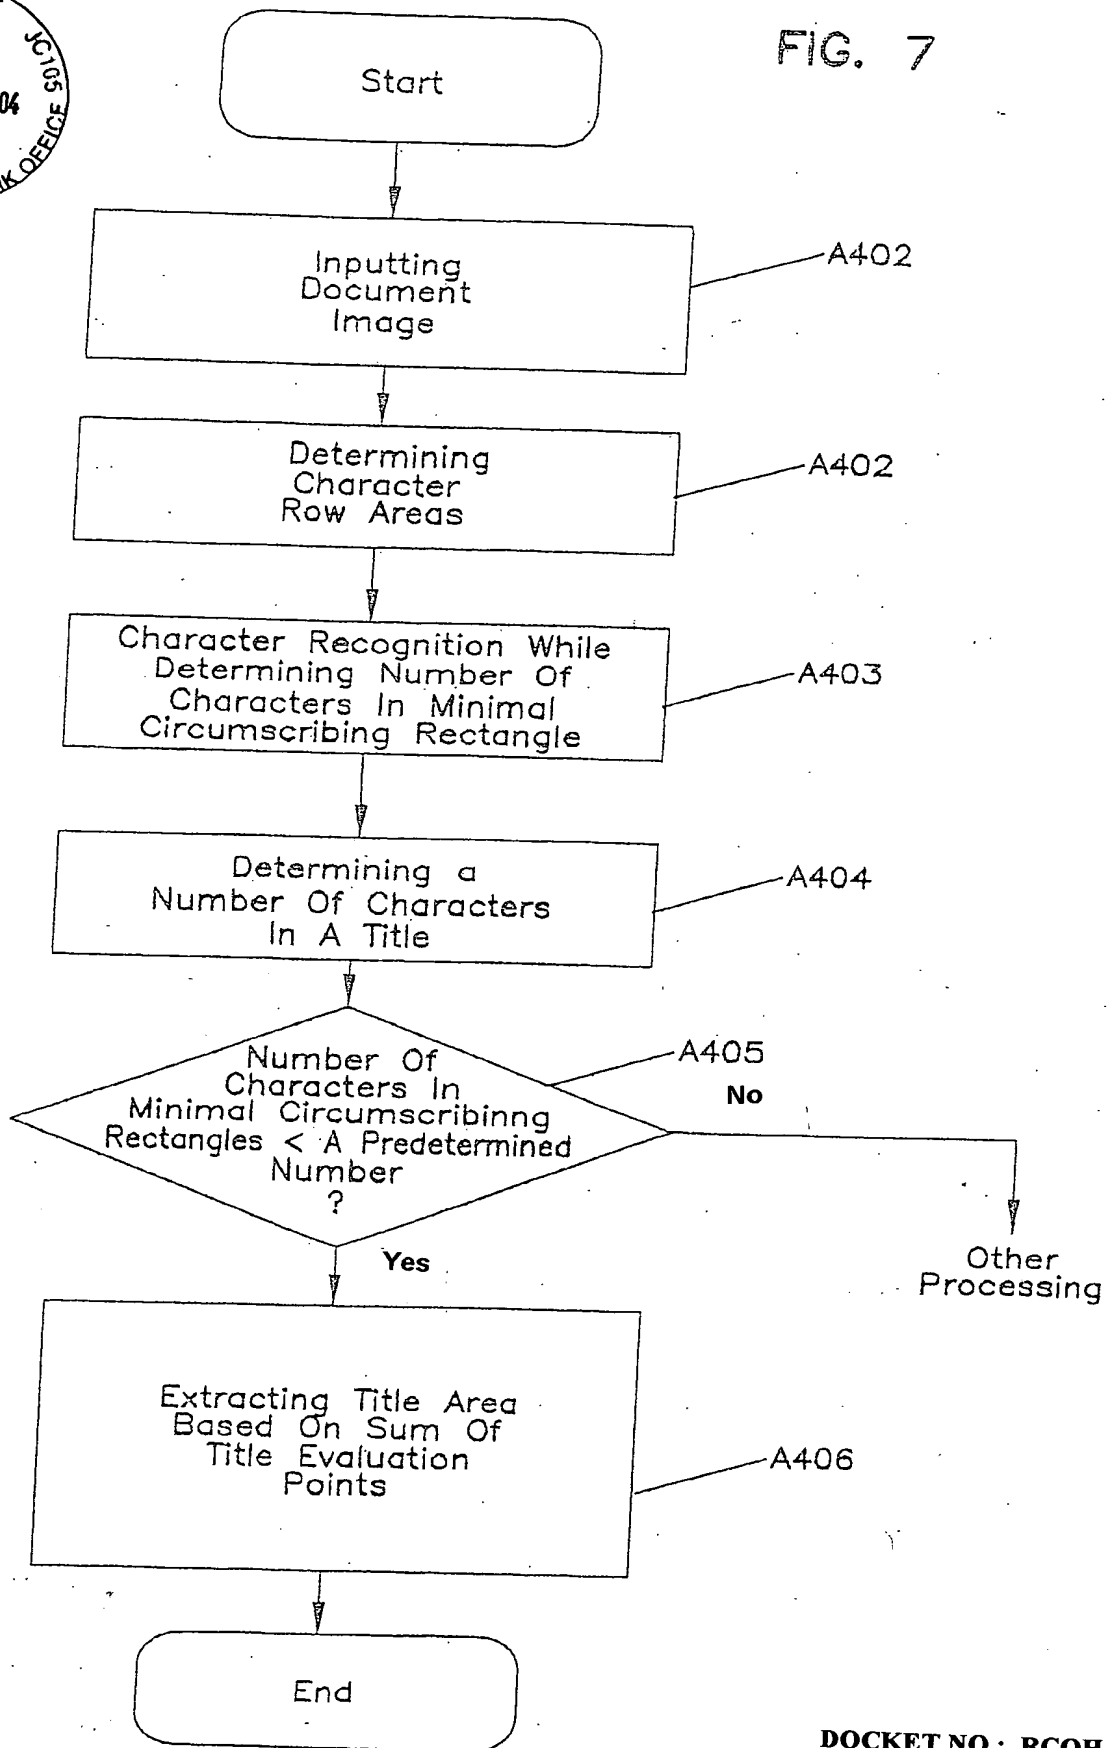 JC105
04
OFFICE
FIG. 7
Start
Inputting
Document
Image
A402
Determining
Character
Row Areas
A402
Character Recognition While
Determining Number Of
Characters In Minimal
Circumscribing Rectangle
A403
Determining a
Number Of Characters
In A Title
A404
Number Of
Characters In
Minimal Circumscribinng
Rectangles < A Predetermined
Number
?
A405
No
Other
Processing
Yes
Extracting Title Area
Based On Sum Of
Title Evaluation
Points
A406
End
DOCKET NO.: RCOH